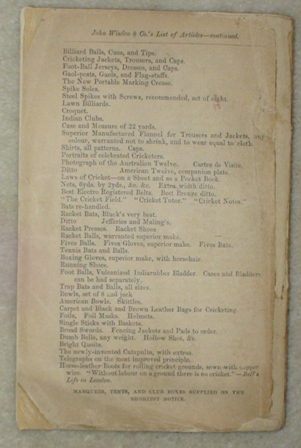 John Wisden & Co.'s List of Articles—continued.
Billiard Balls, Cues, and Tips.
Cricketing Jackets, Trousers, and Caps.
Foot-Ball Jerseys, Dresses, and Caps.
Goal-posts, Goals, and Flag-staffs.
The New Portable Marking Crease.
Spike Soles.
Steel Spikes with Screws, recommended, set of eight.
Lawn Billiards.
Croquet.
Indian Clubs.
Case and Measure of 22 yards.
Superior Manufactured Flannel for Trousers and Jackets, any
colour, warranted not to shrink, and to wear equal to cloth
Shirts, all patterns. Caps.
Portraits of celebrated Cricketers.
Photograph of the Australian Twelve. Cartes de Visite.
Ditto American Twelve, companion plate.
Laws of Cricket—on a Sheet and as a Pocket Book.
Nets, 6yds. by 2yds., &c. &c. Extra width ditto.
Best Electro Registered Belts. Best Bronze ditto.
"The Cricket Field." "Cricket Tutor." "Cricket Notes."
Bats re-handled.
Racket Bats, Bluck's very best.
Ditto Jefferies and Maling's.
Racket Presses. Racket Shoes
Racket Balls, warranted superior make.
Fives Balls. Fives Gloves, superior make. Fives Bats.
Tennis Bats and Balls.
Boxing Gloves, superior make, with horsehair.
Running Shoes.
Foot Balls, Vulcanized Indiarubber Bladder. Cases and Bladders
can be had separately.
Trap Bats and Balls, all sizes
Bowls, set of 8 and jack
American Bowls. Skittles.
Carpet and Black and Brown Leather Bags for Cricketing.
Foils. Foil Masks. Helmets.
Single Sticks with Baskets.
Broad Swords. Fencing Jackets and Pads to order.
Dumb Bells, any weight. Hollow Shot, &c.
Bright Quoits.
The newly-invented Catapulta, with extras
Telegraphs on the most improved principle.
Horse-leather Boots for rolling cricket grounds, sewn with copper
wire. "Without labour on a ground there is no cricket."—Bell's
Life in London.
MARQUEES, TENTS, AND CLUB BOXES SUPPLIED ON THE
SHORTEST NOTICE.